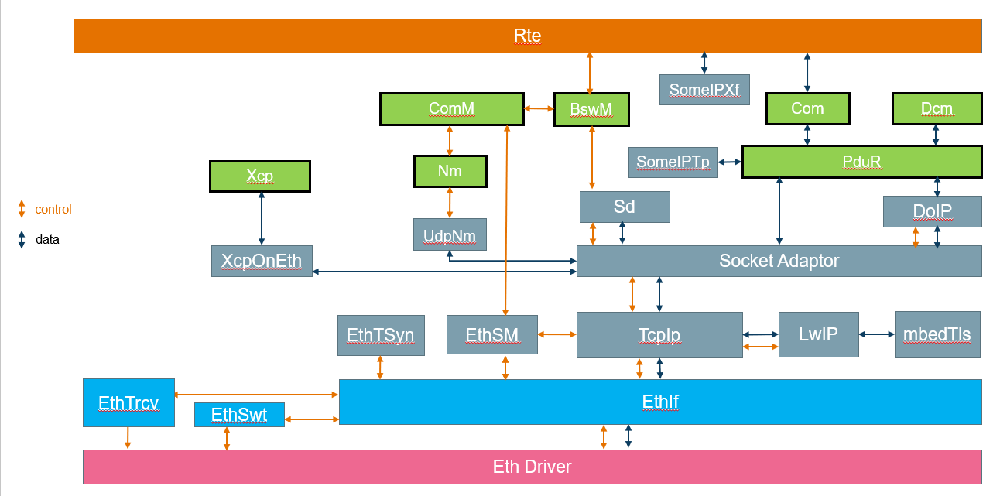 Rte
SomeIPXf
ComM
BswM
Com
Dcm
Xcp
Nm
SomeIPTp
PduR
control
data
UdpNm
Sd
DoIP
XcpOnEth
Socket Adaptor
EthTSyn
EthSM
TcpIp
LwIP
mbedTls
EthTrcv
EthSwt
EthIf
Eth Driver